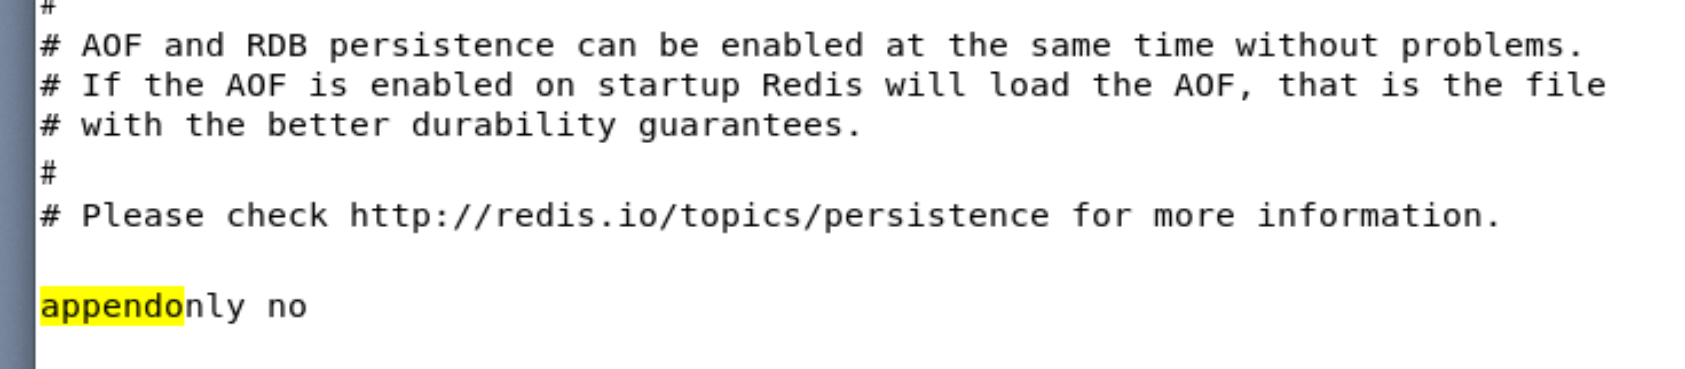 #
# AOF and RDB persistence can be enabled at the same time without problems.
# If the AOF is enabled on startup Redis will load the AOF, that is the file
# with the better durability guarantees.
#
# Please check http://redis.io/topics/persistence for more information.
appendonly no